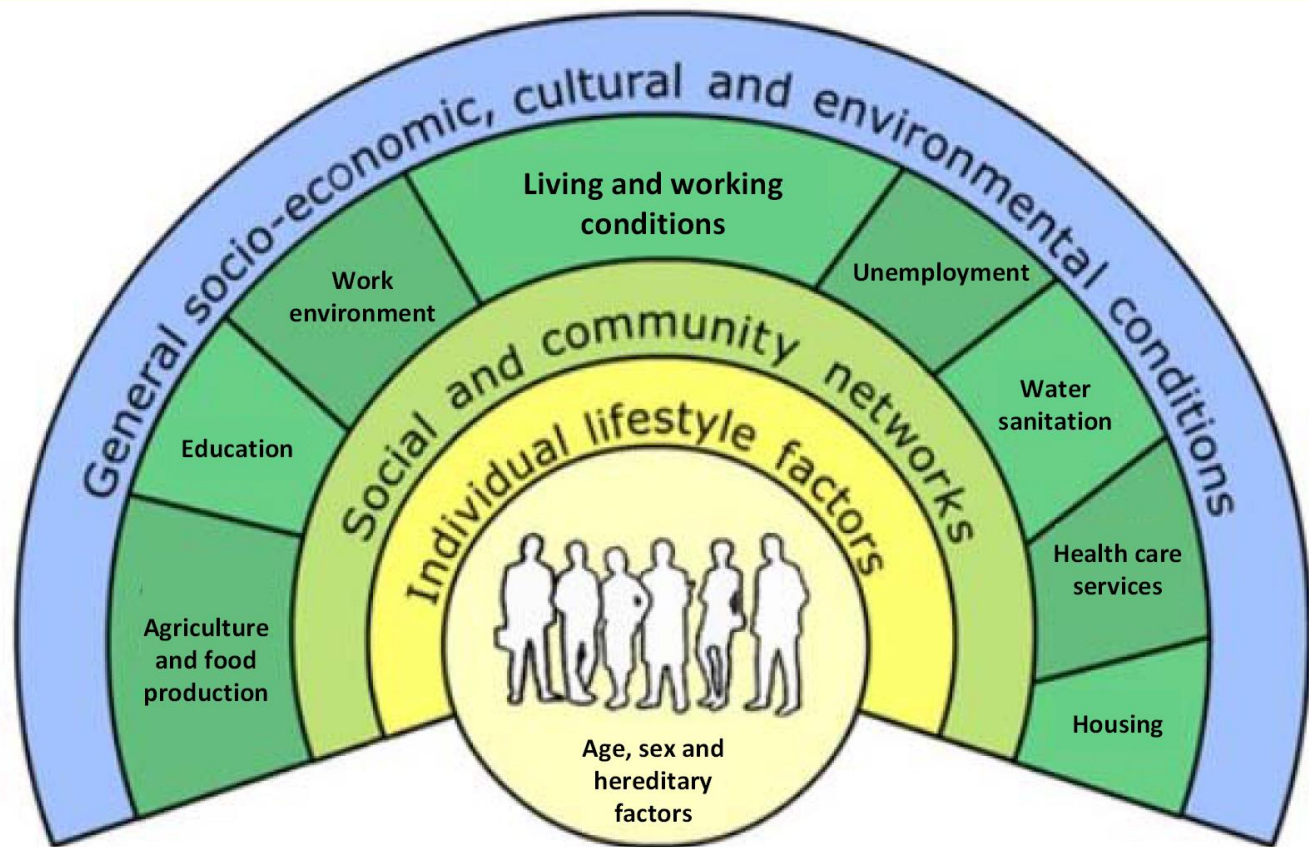 General socio-economic, cultural and environmental conditions
Living and working
conditions
Work
environment
Unemployment
Education
Water
sanitation
Agriculture
and food
production
Health care
services
Housing
Social and community networks
Individual lifestyle factors
Age, sex and
hereditary
factors